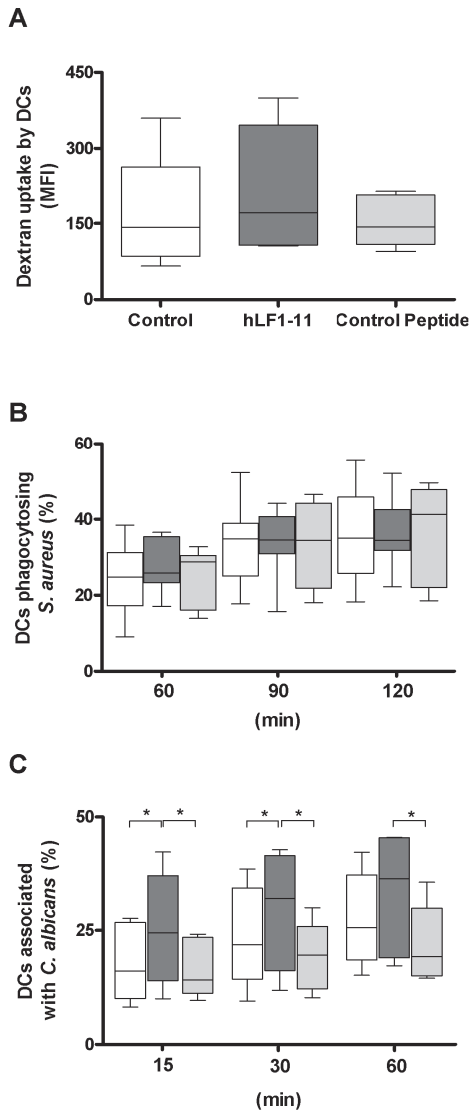 A
Dextran uptake by DCs
(MFI)
450
300
150
0
Control hLF1-11 Control Peptide
B
DCs phagocytosing
S. aureus (%)
60
40
20
0
60 90 120
(min)
C
DCs associated
with C. albicans (%)
50
25
0
* * * * *
15 30 60
(min)